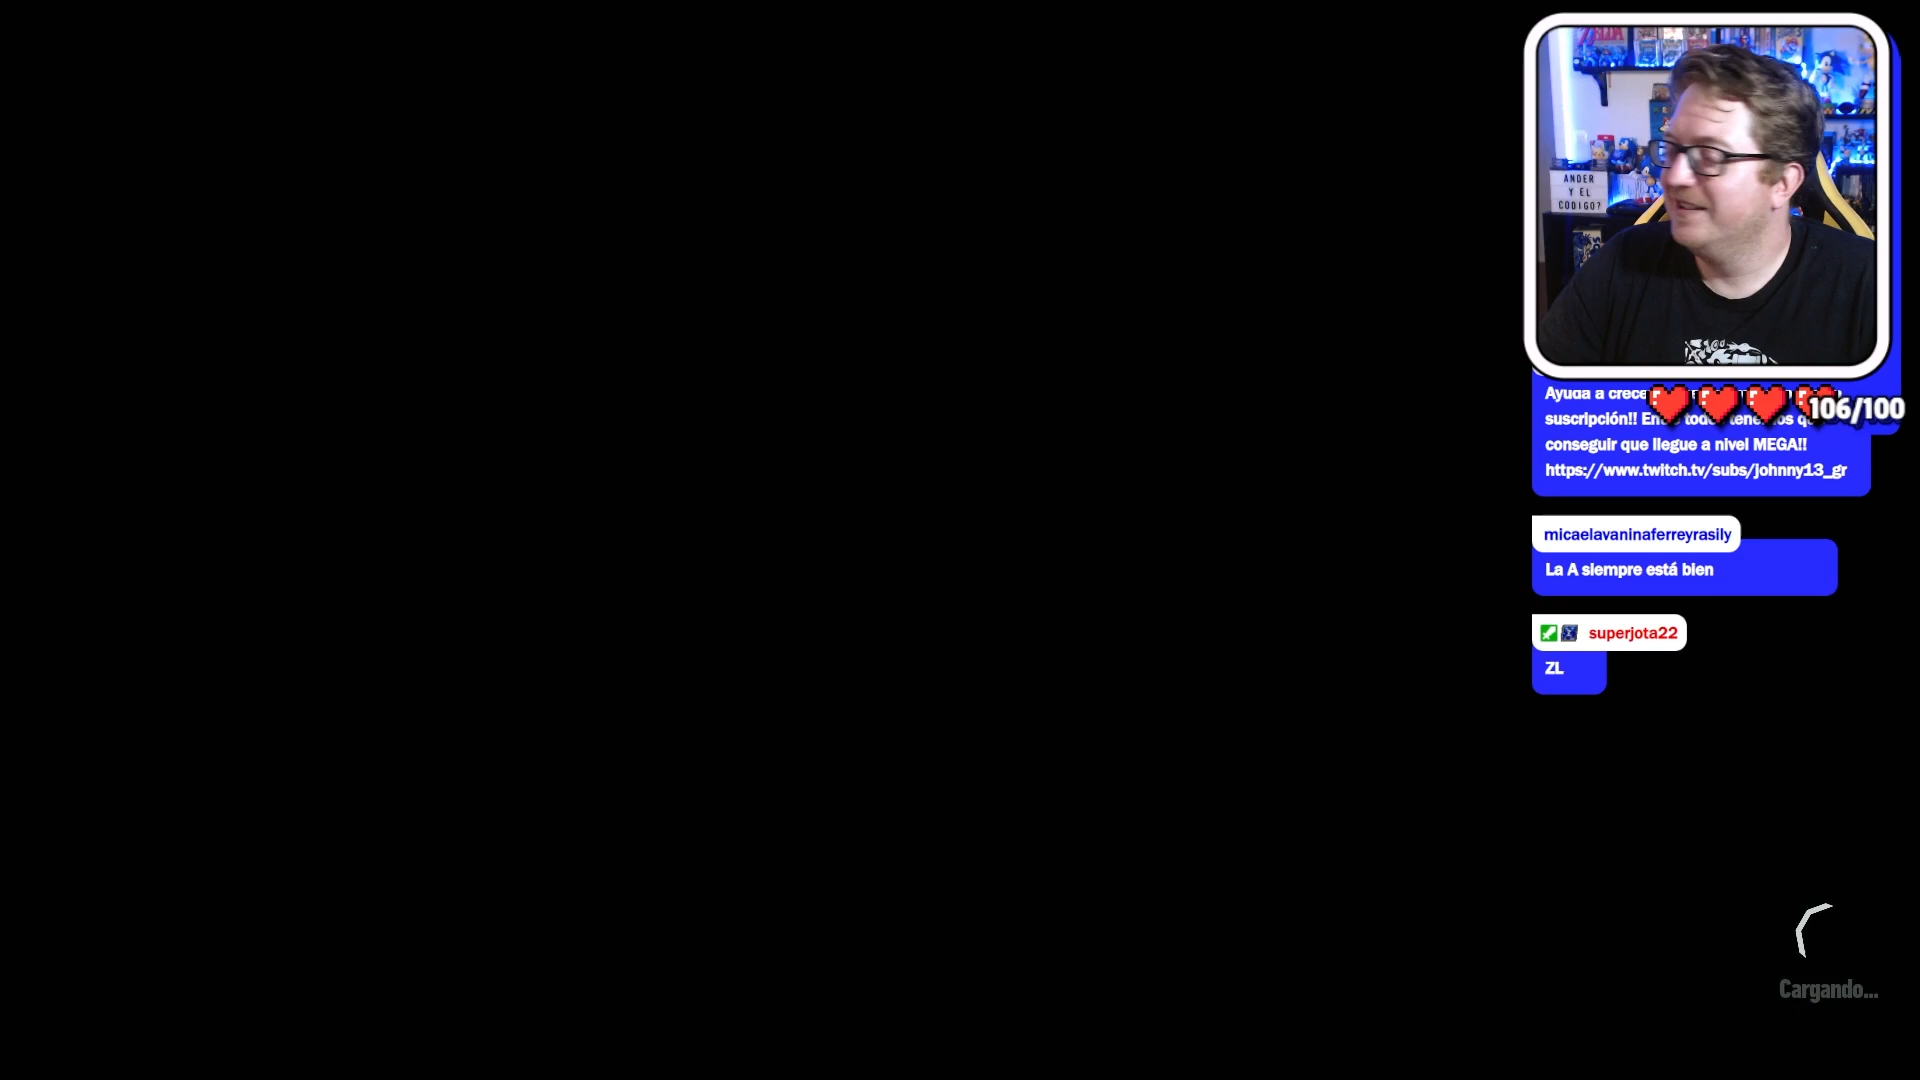 ZELDA
ANDER
Y EL
CODIGO?
Ayuda a crece
106/100
suscripción!! En
conseguir que llegue a nivel MEGA!!
https://www.twitch.tv/subs/johnny13_gr
micaelavaninaferreyrasily
La A siempre está bien
superjota22
ZL
Cargando...